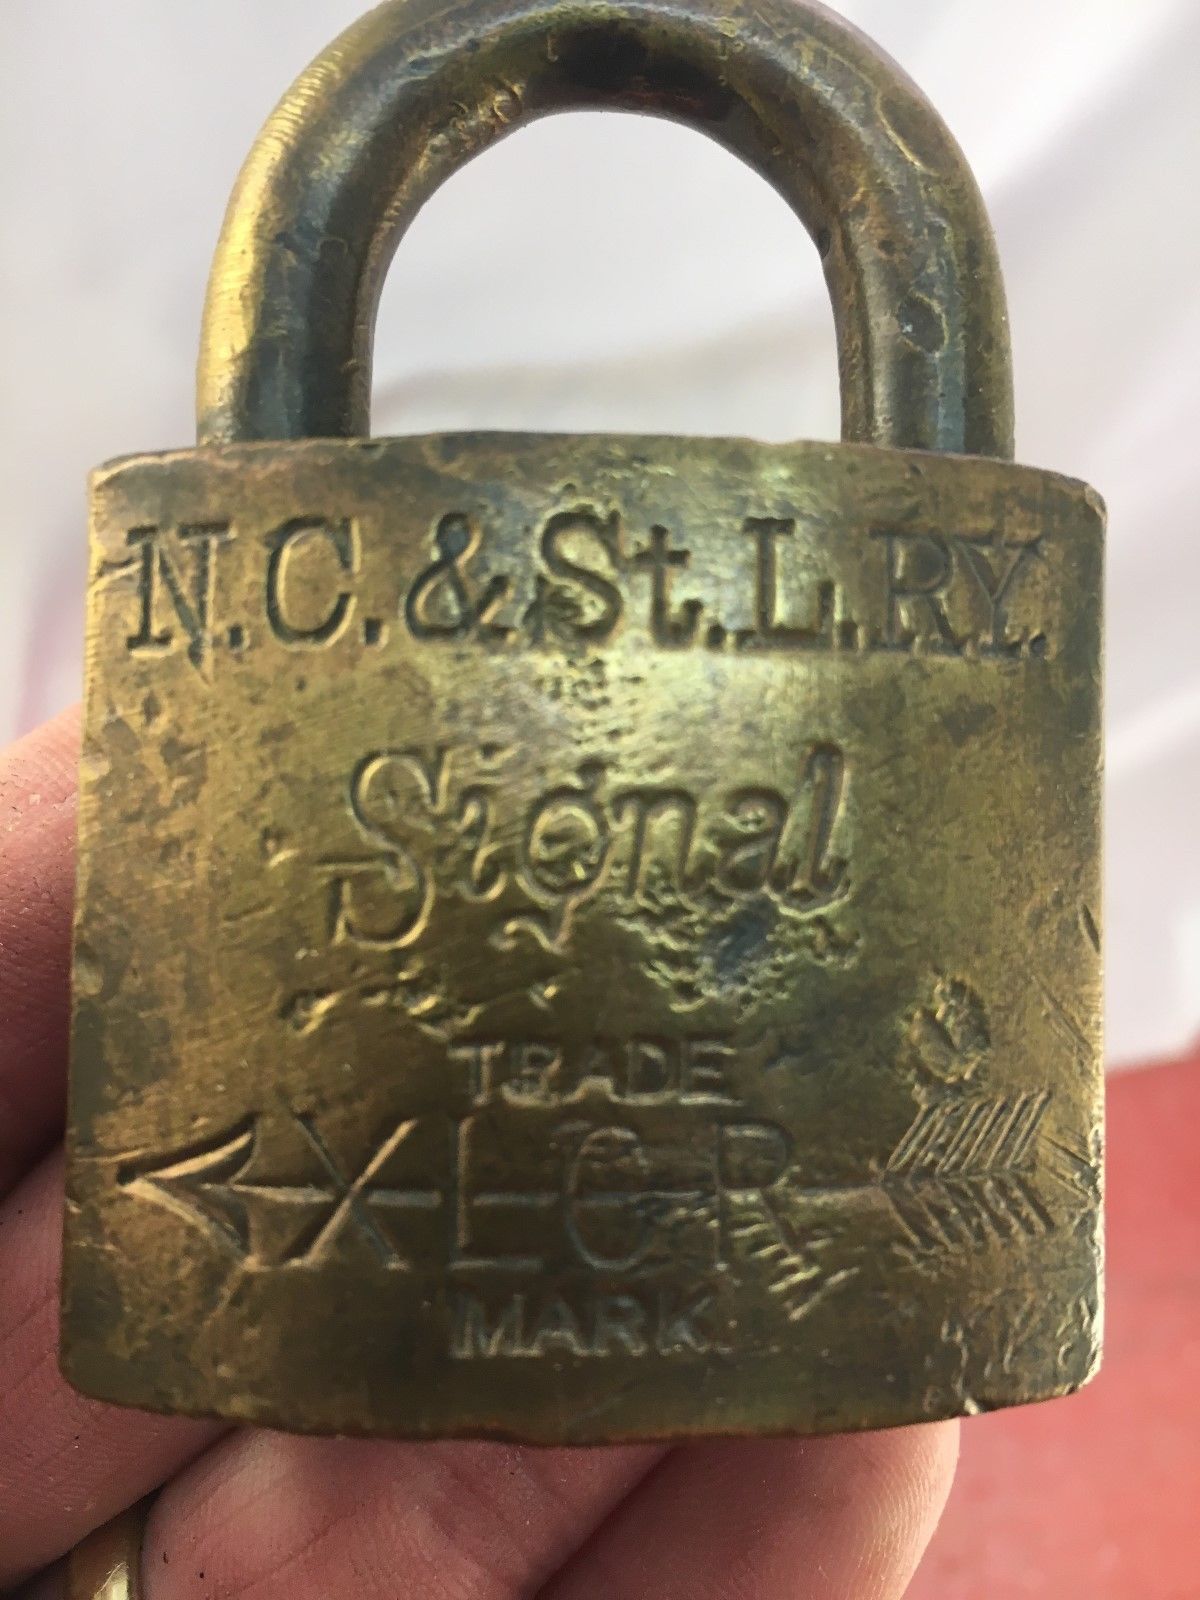 N.C.&St.L.RY.
Signal
TRADE
XLCR
MARK